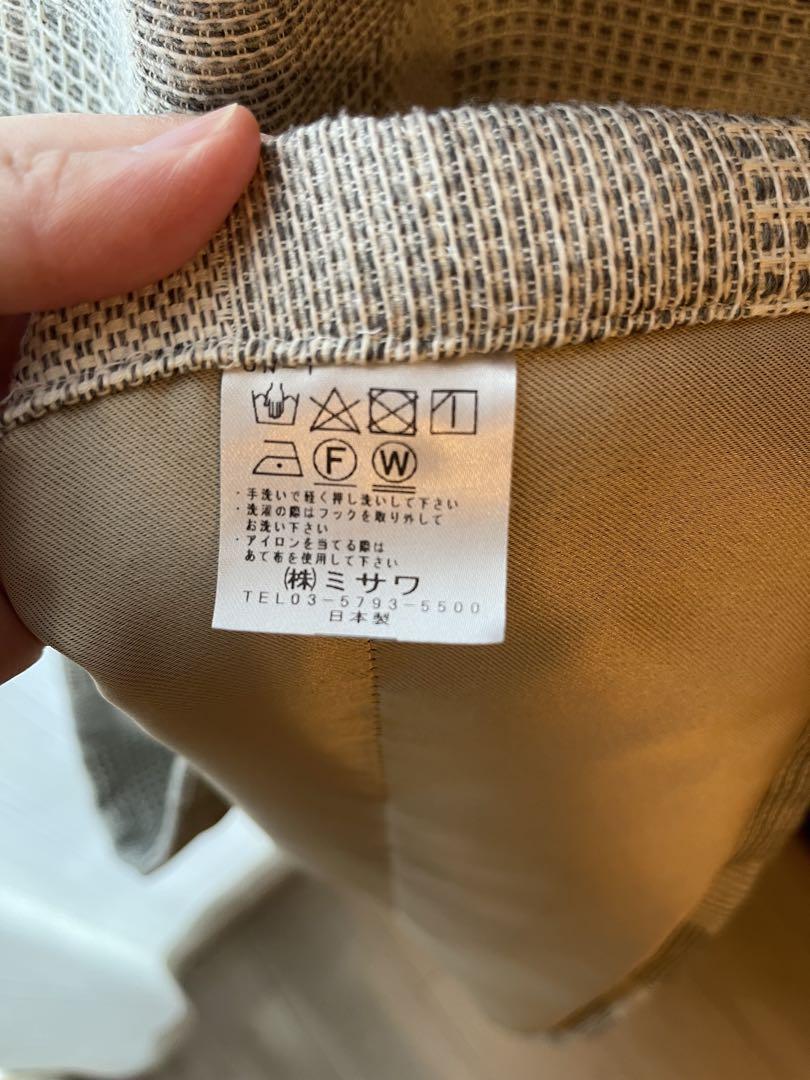 F W
・手洗いで軽く押し洗いして下さい
・洗濯の際はフックを取り外して
お洗い下さい
・アイロンを当てる際は
あて布を使用して下さい
(株)ミサワ
TEL03-5793-5500
日本製